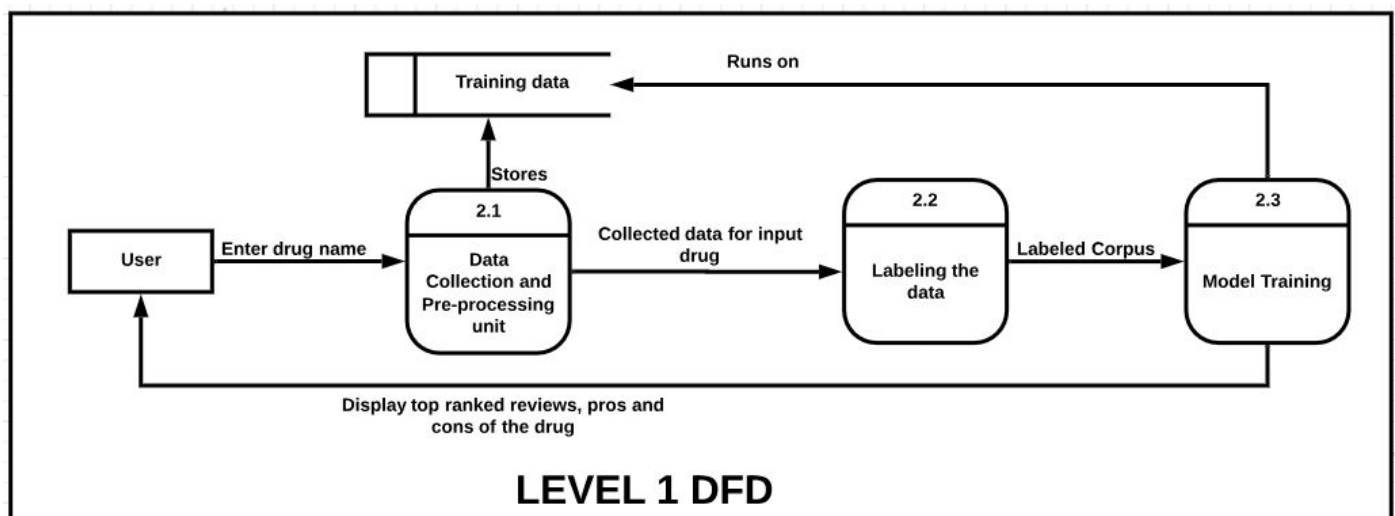 Runs on
Training data
Stores
2.1
2.2
2.3
User
Enter drug name
Data
Collection and
Pre-processing
unit
Collected data for input
drug
Labeling the
data
Labeled Corpus
Model Training
Display top ranked reviews, pros and
cons of the drug
LEVEL 1 DFD